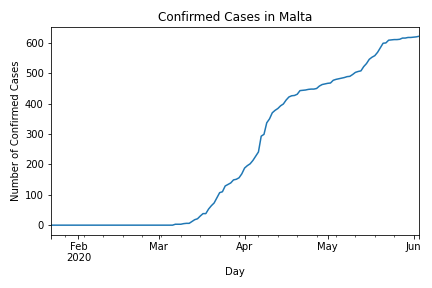 Confirmed Cases in Malta
600
500
400
300
200
100
0
Number of Confirmed Cases
Feb Mar Apr May Jun
2020
Day